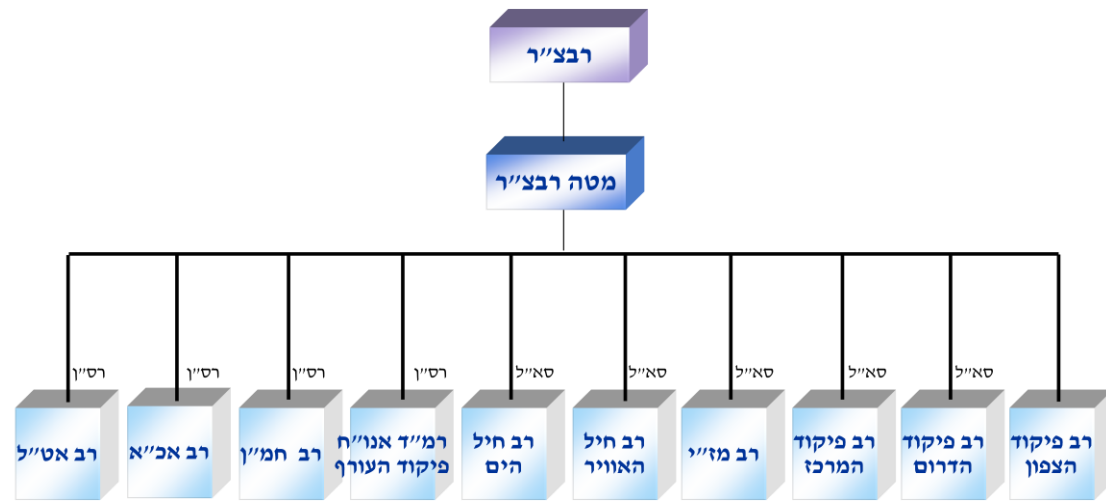 רבצ״ר
מטה רבצ״ר
סא״ל
סא״ל
סא״ל
סא״ל
סא״ל
רס״ן
רס״ן
רס״ן
רס״ן
רב פיקוד
הצפון
רב פיקוד
הדרום
רב פיקוד
המרכז
רב מז״י
רב חיל
האוויר
רב חיל
הים
רמ״ד אנו״ח
פיקוד העורף
רב חמ״ן
רב אכ״א
רב אט״ל